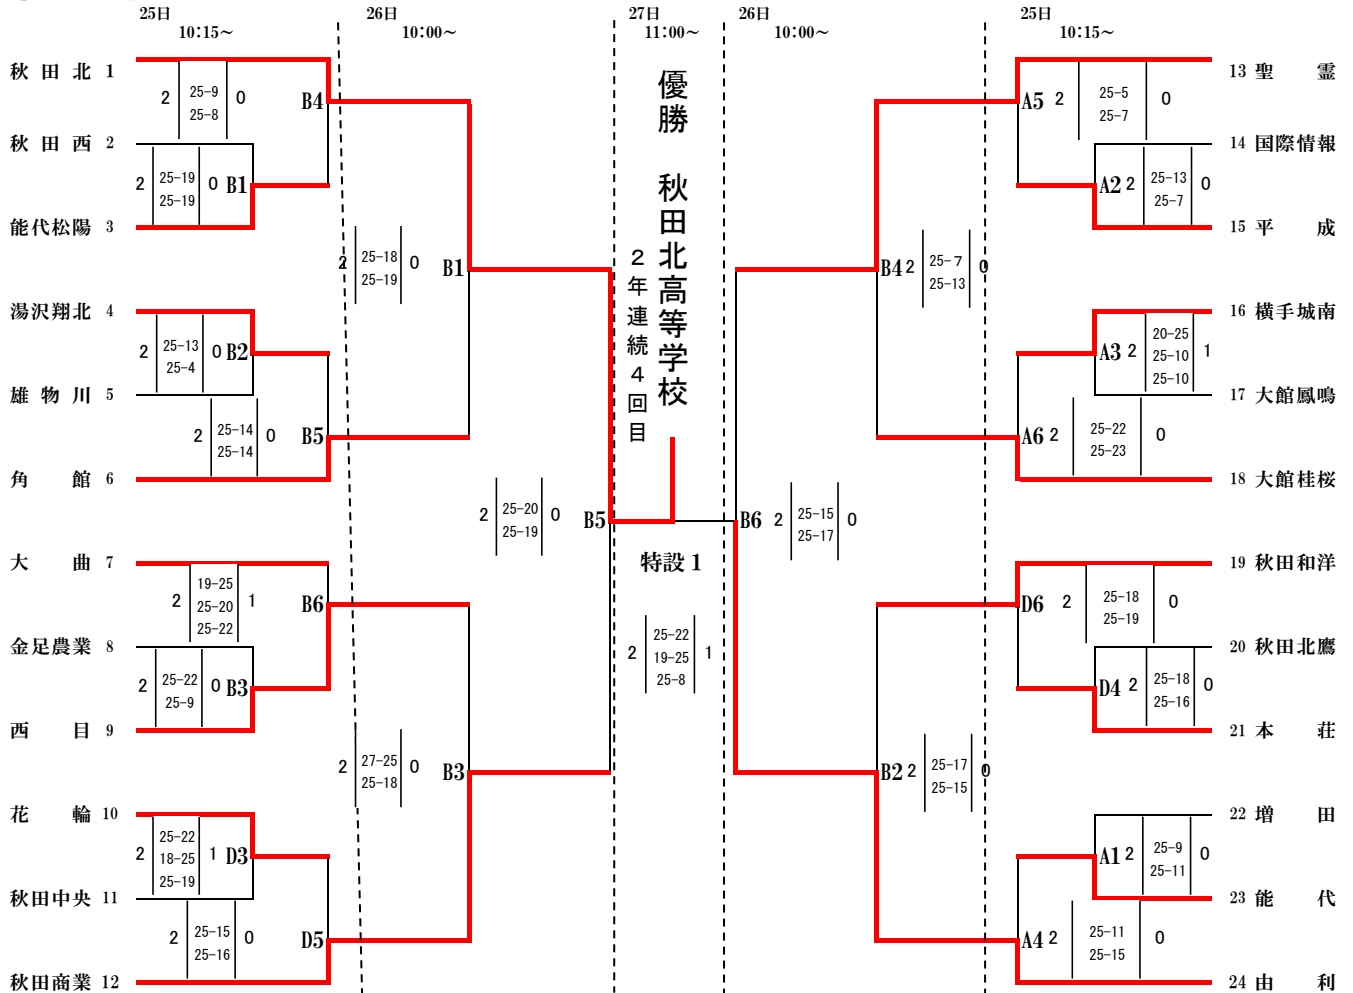 25日
10:15～
26日
10:00～
27日
11:00～
26日
10:00～
25日
10:15～
秋田北 1
秋田西 2
能代松陽 3
湯沢翔北 4
雄物川 5
角館 6
大曲 7
金足農業 8
西目 9
花輪 10
秋田中央 11
秋田商業 12
2 25-9 0
25-8
B4
2 25-19 0 B1
25-19
2 25-13 0 B2
25-4
2 25-14 0 B5
25-14
19-25
2 25-20 1 B6
25-22
2 25-22 0 B3
25-9
25-22
2 18-25 1 D3
25-19
2 25-15 0 D5
25-16
2 25-18 0 B1
25-19
2 27-25 0 B3
25-18
2 25-20 0 B5
25-19
優勝 秋田北高等学校
2年連続4回目
特設1
25-22
2 19-25 1
25-8
B6 2 25-15 0
25-17
B4 2 25-7 0
25-13
B2 2 25-17 0
25-15
A5 2 25-5 0
25-7
A2 2 25-13 0
25-7
20-25
A3 2 25-10 1
25-10
A6 2 25-22 0
25-23
D6 2 25-18 0
25-19
D4 2 25-18 0
25-16
A1 2 25-9 0
25-11
A4 2 25-11 0
25-15
13 聖霊
14 国際情報
15 平成
16 横手城南
17 大館鳳鳴
18 大館桂桜
19 秋田和洋
20 秋田北鷹
21 本荘
22 増田
23 能代
24 由利